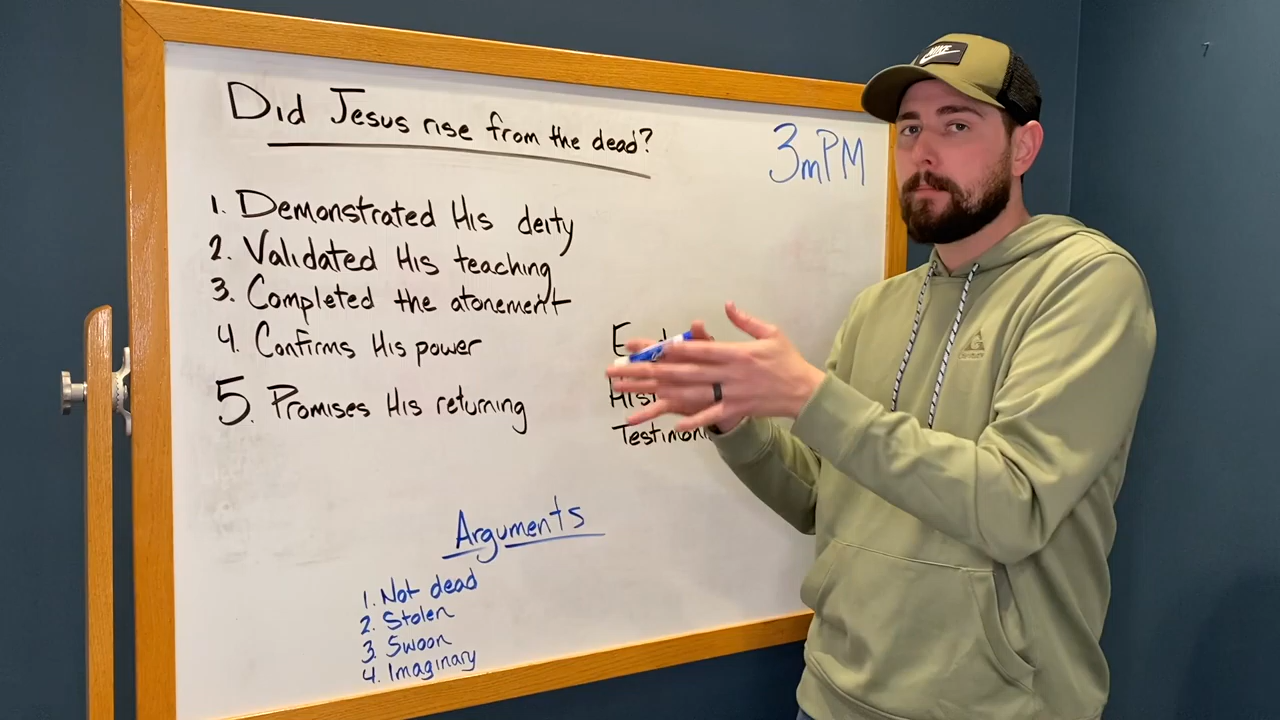 Did Jesus rise from the dead?
3mPM
1. Demonstrated His deity
2. Validated His teaching
3. Completed the atonement
4. Confirms His power
5. Promises His returning
Arguments
1. Not dead
2. Stolen
3. Swoon
4. Imaginary
NIKE